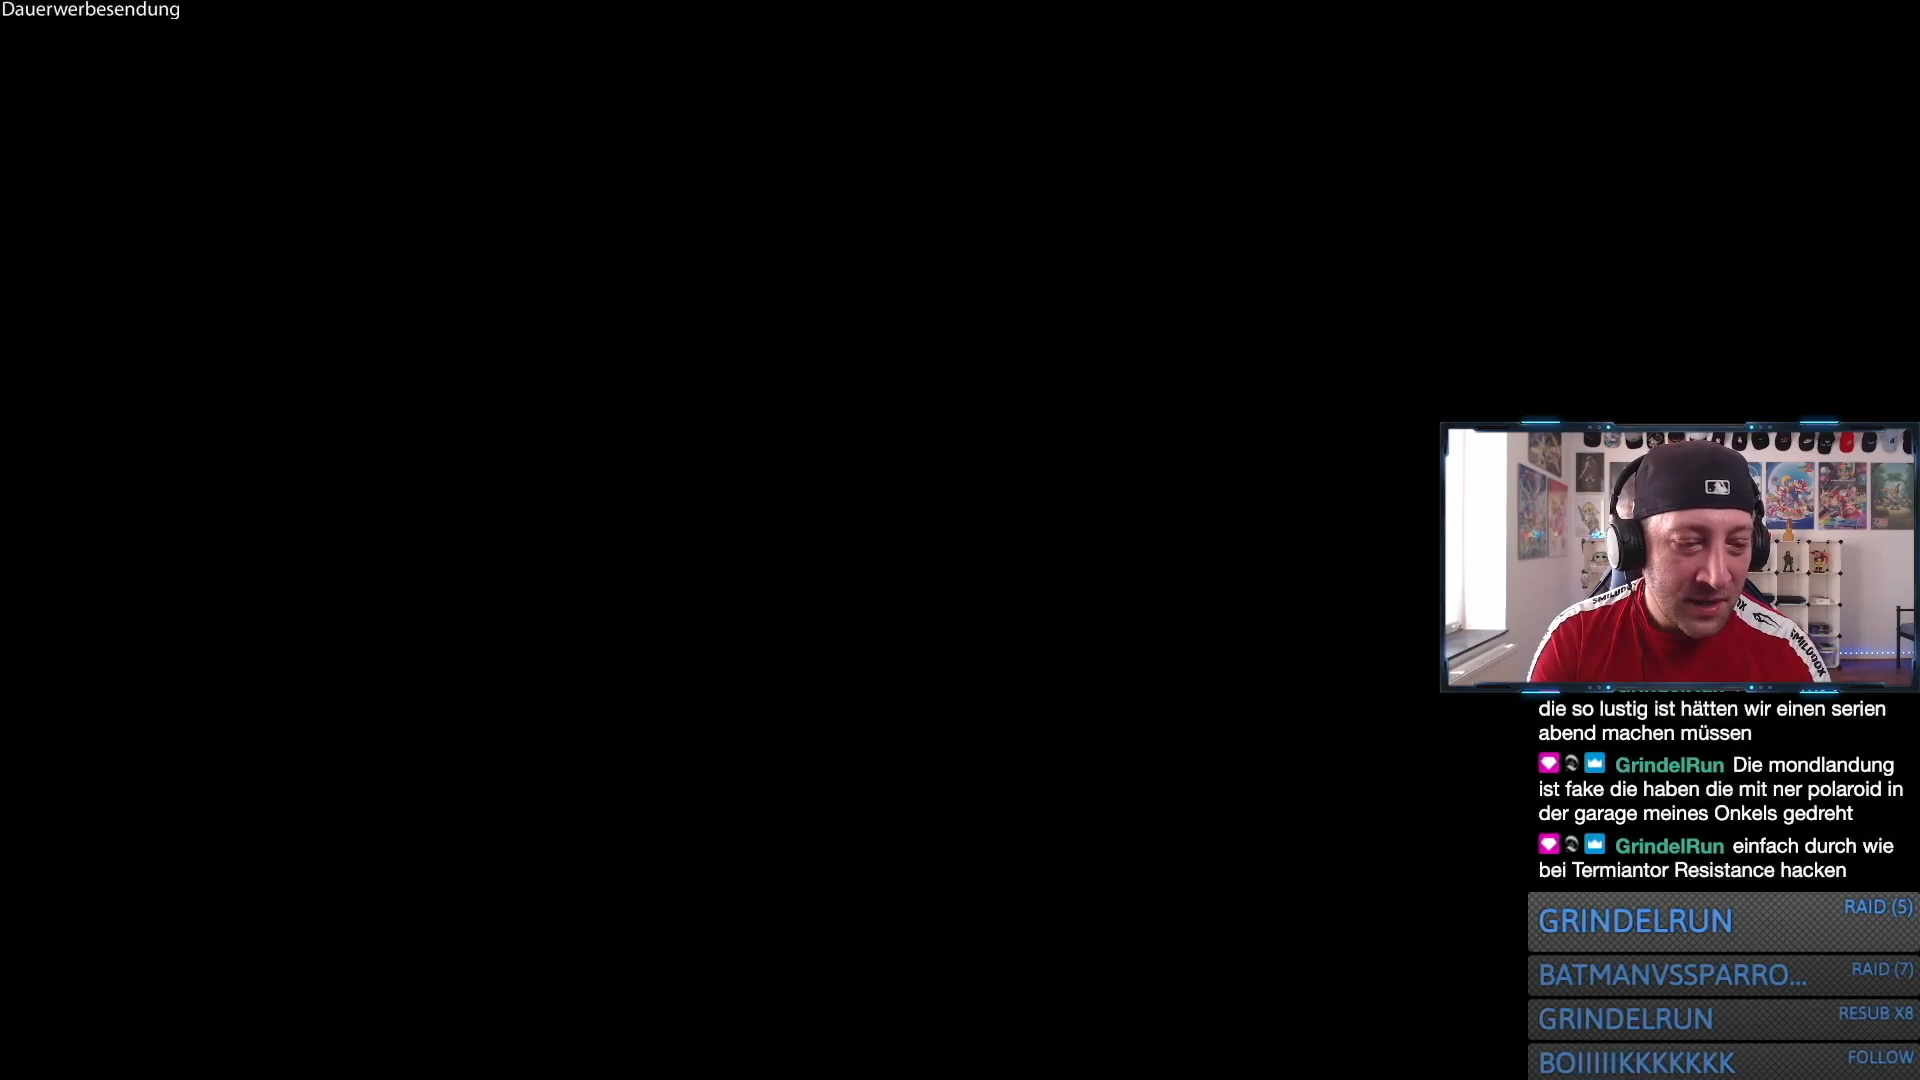 Dauerwerbesendung
SMILODOX
die so lustig ist hätten wir einen serien
abend machen müssen
GrindelRun Die mondlandung
ist fake die haben die mit ner polaroid in
der garage meines Onkels gedreht
GrindelRun einfach durch wie
bei Termiantor Resistance hacken
GRINDELRUN RAID (5)
BATMANVSSPARRO... RAID (7)
GRINDELRUN RESUB X8
BOIIIIIKKKKKKK FOLLOW